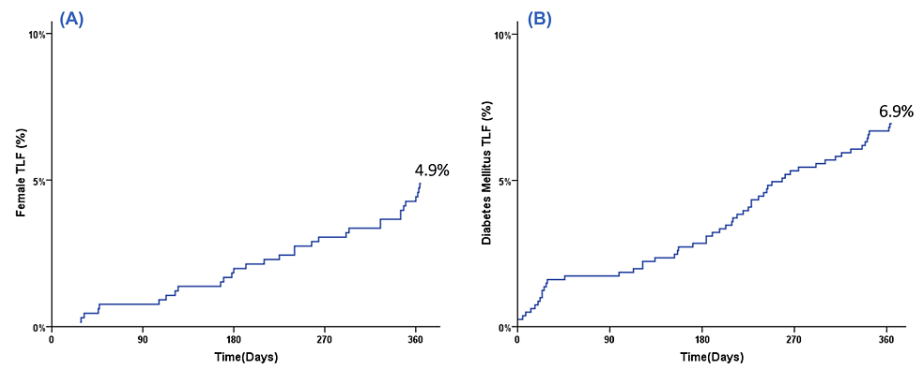 (A)
10%
5%
0%
Female TLF (%)
4.9%
0 90 180 270 360
Time(Days)
(B)
10%
5%
0%
Diabetes Mellitus TLF (%)
6.9%
0 90 180 270 360
Time(Days)